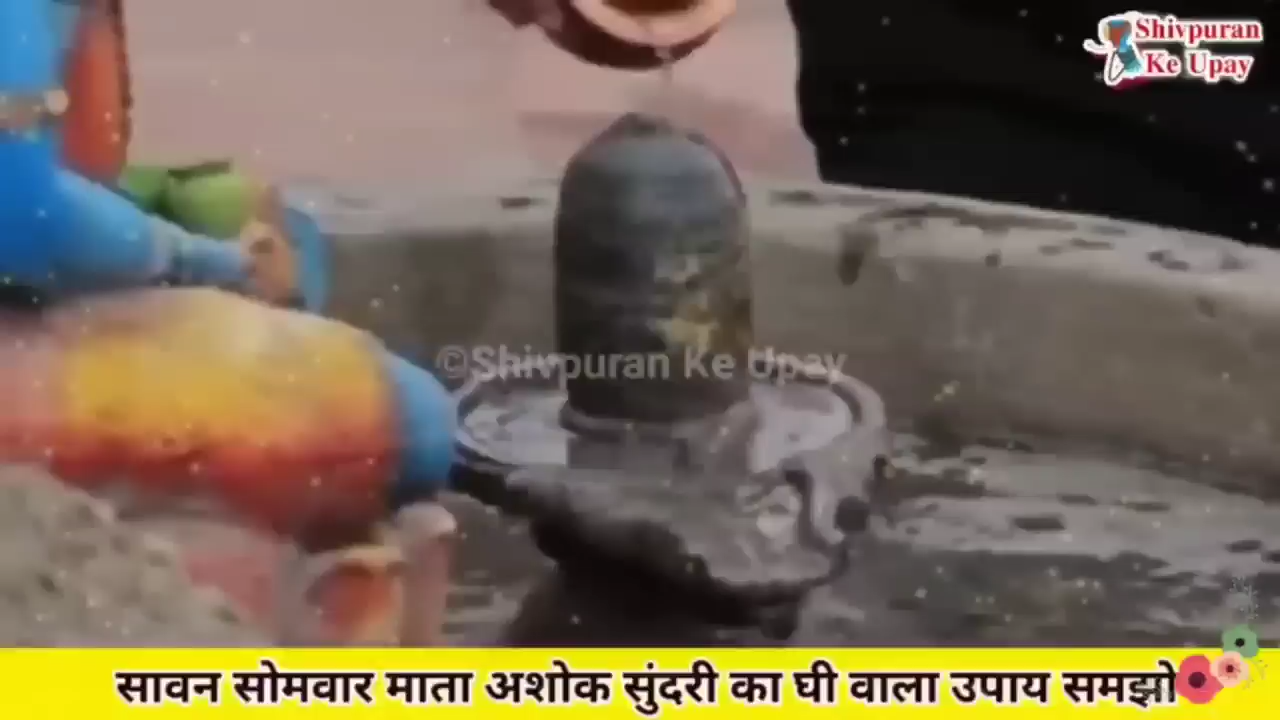 Shivpuran
Ke Upay
©Shivpuran Ke Upay
सावन सोमवार माता अशोक सुंदरी का घी वाला उपाय समझो